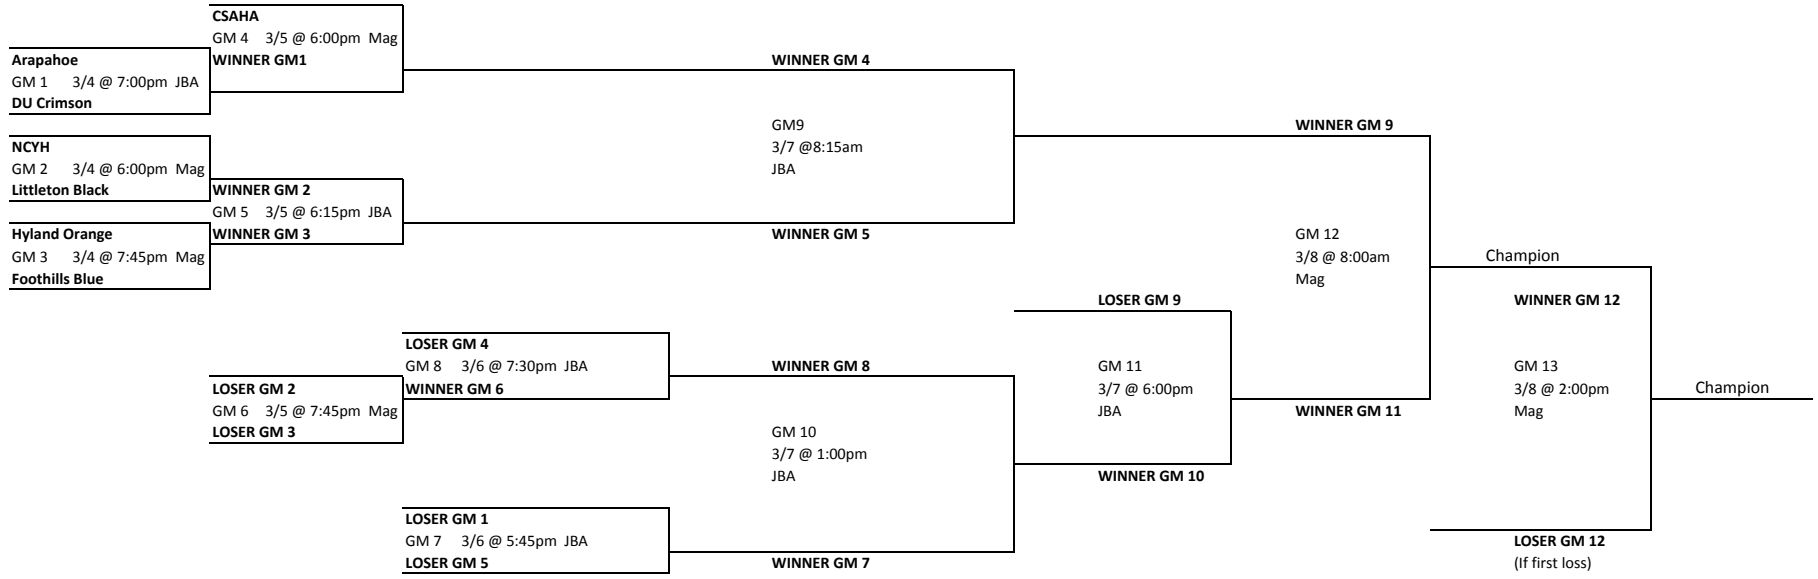 CSAHA
GM 4 3/5 @ 6:00pm Mag
WINNER GM1
Arapahoe
GM 1 3/4 @ 7:00pm JBA
DU Crimson
NCYH
GM 2 3/4 @ 6:00pm Mag
Littleton Black
WINNER GM 2
GM 5 3/5 @ 6:15pm JBA
WINNER GM 3
Hyland Orange
GM 3 3/4 @ 7:45pm Mag
Foothills Blue
WINNER GM 4
GM9
3/7 @8:15am
JBA
WINNER GM 5
WINNER GM 9
GM 12
3/8 @ 8:00am
Mag
WINNER GM 11
LOSER GM 4
GM 8 3/6 @ 7:30pm JBA
WINNER GM 6
LOSER GM 2
GM 6 3/5 @ 7:45pm Mag
LOSER GM 3
LOSER GM 1
GM 7 3/6 @ 5:45pm JBA
LOSER GM 5
WINNER GM 8
GM 10
3/7 @ 1:00pm
JBA
WINNER GM 7
LOSER GM 9
GM 11
3/7 @ 6:00pm
JBA
WINNER GM 10
Champion
WINNER GM 12
GM 13
3/8 @ 2:00pm
Mag
LOSER GM 12
(If first loss)
Champion